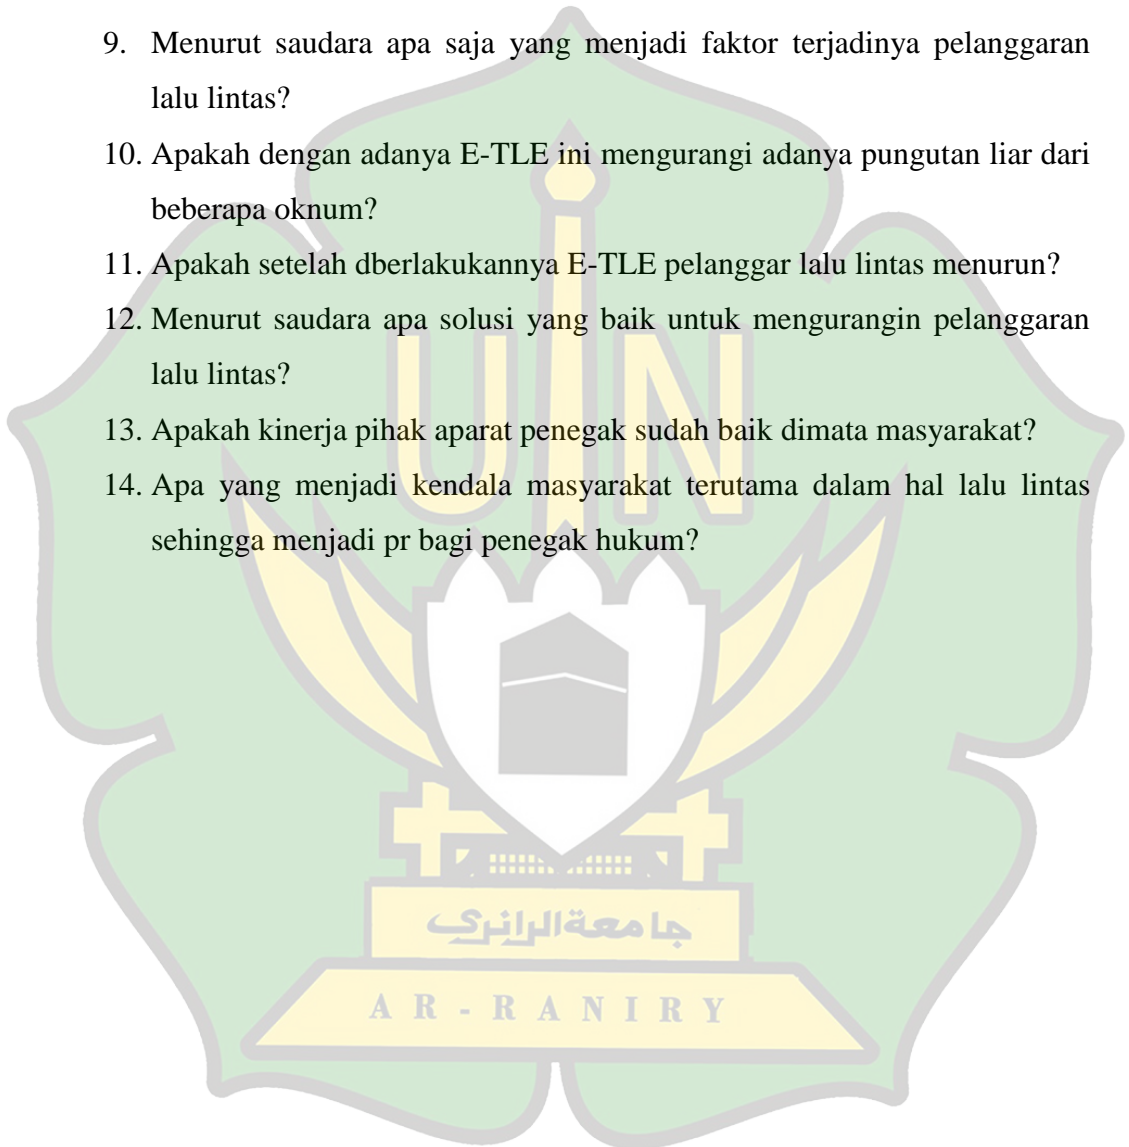 9. Menurut saudara apa saja yang menjadi faktor terjadinya pelanggaran
lalu lintas?
10. Apakah dengan adanya E-TLE ini mengurangi adanya pungutan liar dari
beberapa oknum?
11. Apakah setelah dberlakukannya E-TLE pelanggar lalu lintas menurun?
12. Menurut saudara apa solusi yang baik untuk mengurangin pelanggaran
lalu lintas?
13. Apakah kinerja pihak aparat penegak sudah baik dimata masyarakat?
14. Apa yang menjadi kendala masyarakat terutama dalam hal lalu lintas
sehingga menjadi pr bagi penegak hukum?
UIN
جامعة الرانري
AR-RANIRY